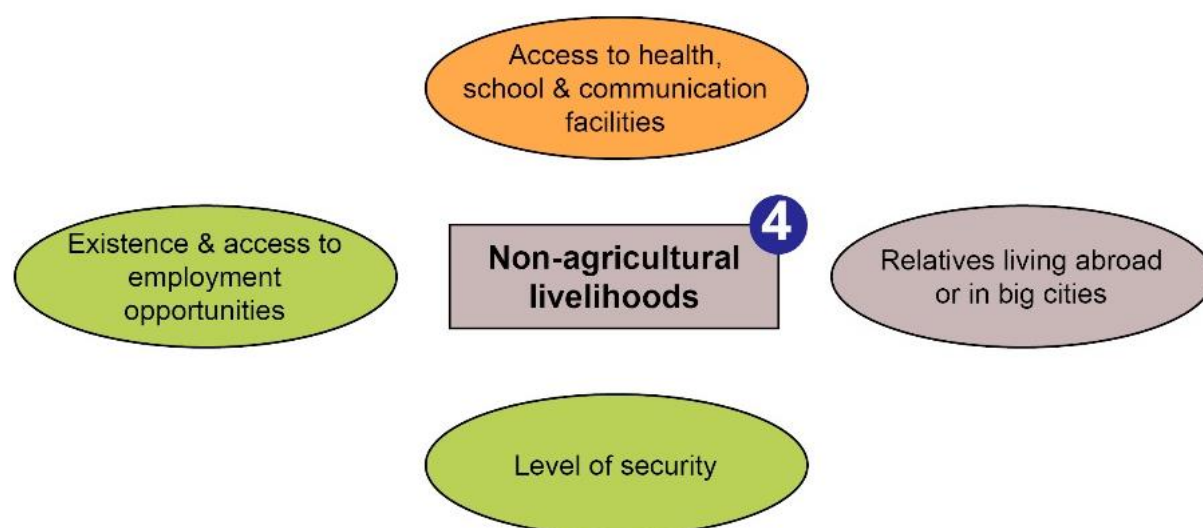 Access to health,
school & communication
facilities
4
Existence & access to
employment
opportunities
Non-agricultural
livelihoods
Relatives living abroad
or in big cities
Level of security